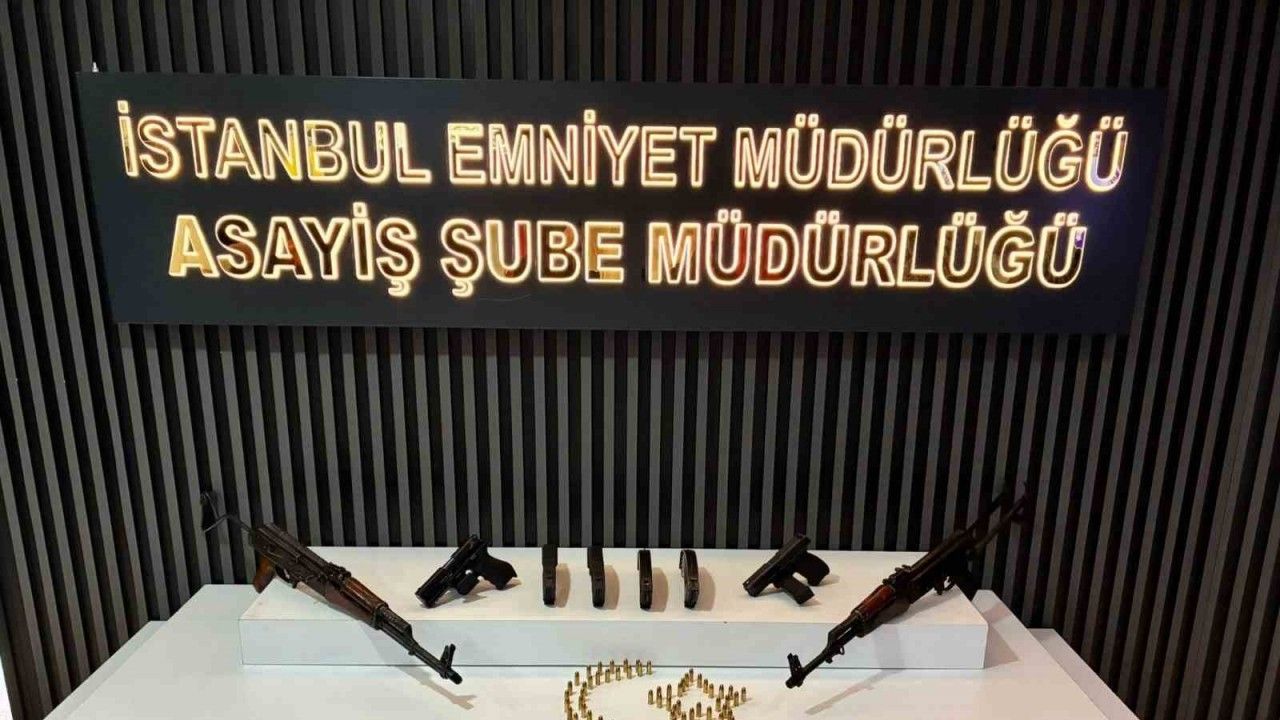 İSTANBUL EMNİYET MÜDÜRLÜĞÜ
ASAYİŞ ŞUBE MÜDÜRLÜĞÜ